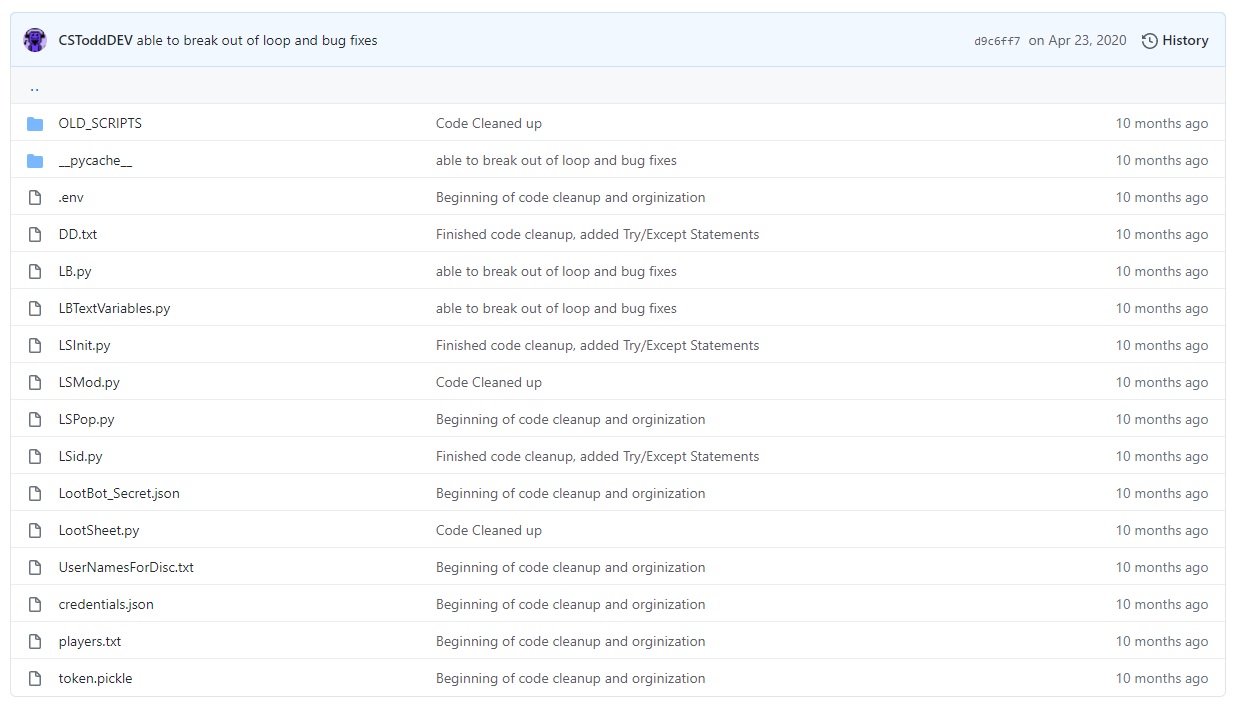 CSToddDEV able to break out of loop and bug fixes d9c6ff7 on Apr 23, 2020 History
..
OLD_SCRIPTS Code Cleaned up 10 months ago
__pycache__ able to break out of loop and bug fixes 10 months ago
.env Beginning of code cleanup and orginization 10 months ago
DD.txt Finished code cleanup, added Try/Except Statements 10 months ago
LB.py able to break out of loop and bug fixes 10 months ago
LBTextVariables.py able to break out of loop and bug fixes 10 months ago
LSInit.py Finished code cleanup, added Try/Except Statements 10 months ago
LSMod.py Code Cleaned up 10 months ago
LSPop.py Beginning of code cleanup and orginization 10 months ago
LSid.py Finished code cleanup, added Try/Except Statements 10 months ago
LootBot_Secret.json Beginning of code cleanup and orginization 10 months ago
LootSheet.py Code Cleaned up 10 months ago
UserNamesForDisc.txt Beginning of code cleanup and orginization 10 months ago
credentials.json Beginning of code cleanup and orginization 10 months ago
players.txt Beginning of code cleanup and orginization 10 months ago
token.pickle Beginning of code cleanup and orginization 10 months ago